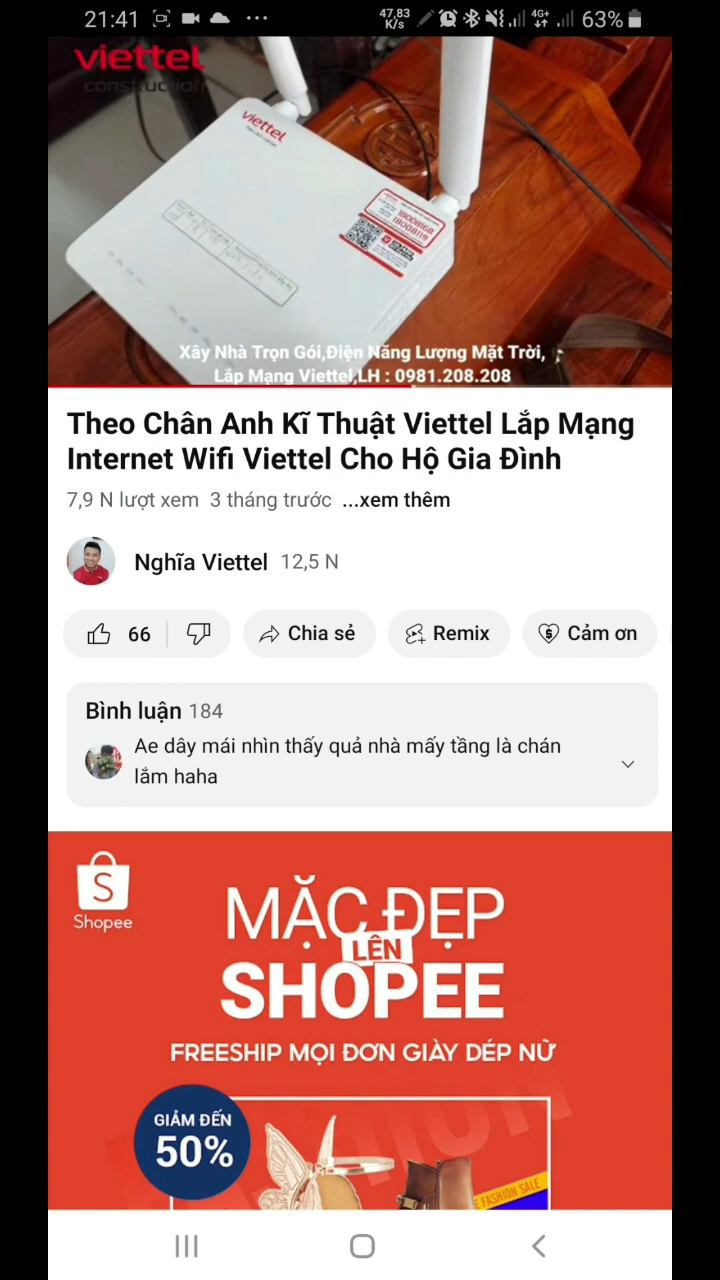 21:41
47,83
K/s
4G+
63%
viettel
construction
viettel
18008168
18008119
Xây Nhà Trọn Gói,Điện Năng Lượng Mặt Trời,
Lắp Mạng Viettel,LH : 0981.208.208
Theo Chân Anh Kĩ Thuật Viettel Lắp Mạng
Internet Wifi Viettel Cho Hộ Gia Đình
7,9 N lượt xem 3 tháng trước ...xem thêm
Nghĩa Viettel 12,5 N
66
Chia sẻ
Remix
Cảm ơn
Bình luận 184
Ae dây mái nhìn thấy quả nhà mấy tầng là chán
lắm haha
S
Shopee
MẶC ĐẸP
LÊN
SHOPEE
FREESHIP MỌI ĐƠN GIÀY DÉP NỮ
GIẢM ĐẾN
50%
FASHION SALE